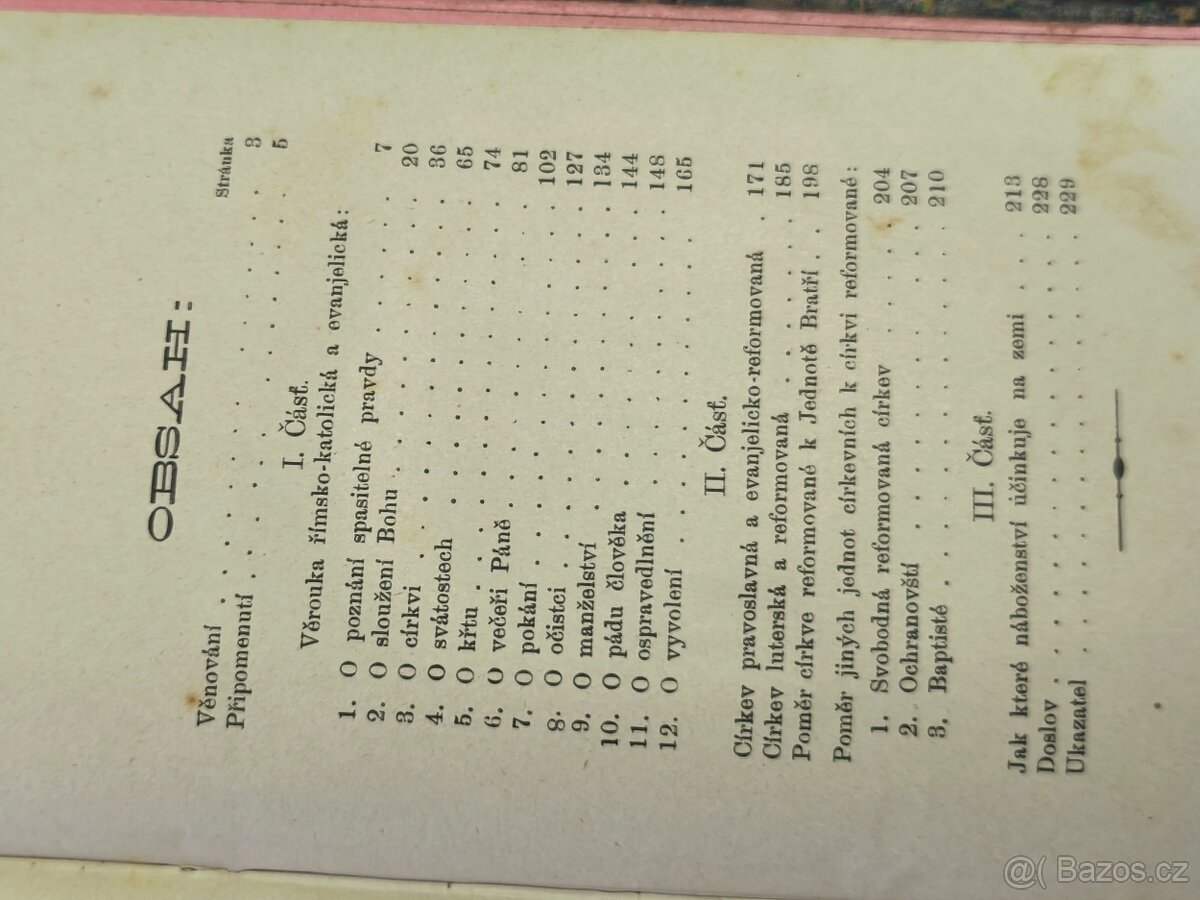 OBSAH:
Stránka
Věnování . . . . . . . . . . . . 3
Připomenutí . . . . . . . . . . . . 5
I. Část.
Věrouka římsko-katolická a evanjelická:
1. O poznání spasitelné pravdy . . . . . . 7
2. O sloužení Bohu . . . . . . . . 20
3. O církvi . . . . . . . . . . 36
4. O svátostech . . . . . . . . . 65
5. O křtu . . . . . . . . . . 74
6. O večeři Páně . . . . . . . . 81
7. O pokání . . . . . . . . . . 102
8. O očistci . . . . . . . . . . 127
9. O manželství . . . . . . . . . 134
10. O pádu člověka . . . . . . . . 144
11. O ospravedlnění . . . . . . . . 148
12. O vyvolení . . . . . . . . . 165
II. Část.
Církev pravoslavná a evanjelicko-reformovaná . 171
Církev luterská a reformovaná . . . . . . 185
Poměr církve reformované k Jednotě Bratří . . 198
Poměr jiných jednot církevních k církvi reformované:
1. Svobodná reformovaná církev . . . . . 204
2. Ochranovští . . . . . . . . . 207
3. Baptisté . . . . . . . . . . 210
III. Část.
Jak které náboženství účinkuje na zemi . . . 213
Doslov . . . . . . . . . . . . 228
Ukazatel . . . . . . . . . . . . 229
@( Bazos.cz